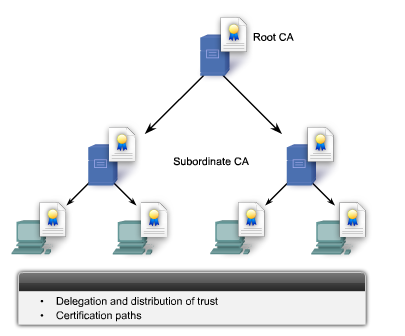 Root CA
Subordinate CA
• Delegation and distribution of trust
• Certification paths